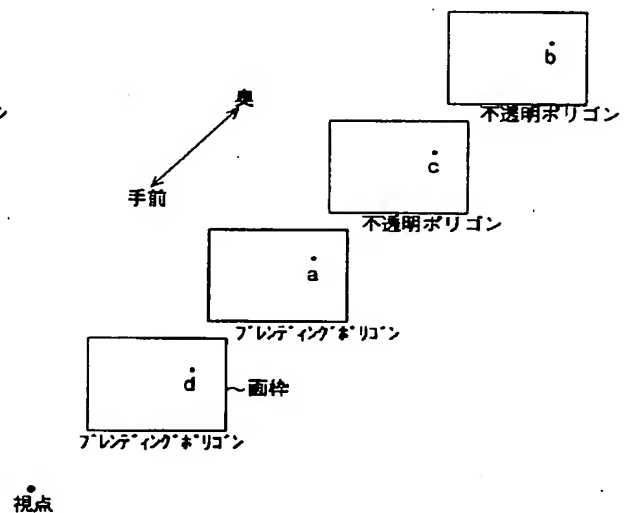 b
不透明ポリゴン
ン
奥
c
手前
不透明ポリゴン
a
ブレンディングポリゴン
d
画枠
ブレンディングポリゴン
視点